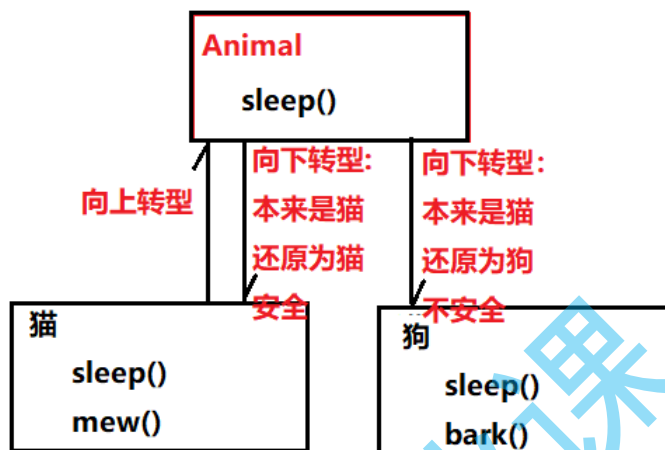 Animal
sleep()
向上转型
向下转型:
本来是猫
还原为猫
安全
向下转型:
本来是猫
还原为狗
不安全
猫
sleep()
mew()
狗
sleep()
bark()
课